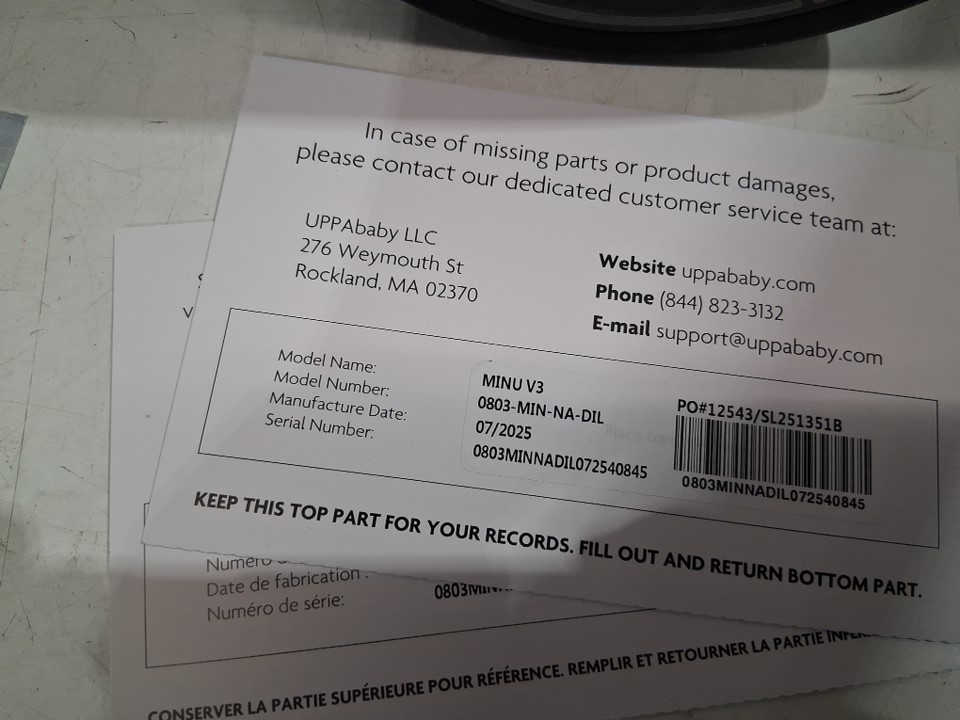 In case of missing parts or product damages,
please contact our dedicated customer service team at:
UPPAbaby LLC
276 Weymouth St
Rockland, MA 02370
Website uppababy.com
Phone (844) 823-3132
E-mail support@uppababy.com
Model Name:
Model Number:
Manufacture Date:
Serial Number:
MINU V3
0803-MIN-NA-DIL
07/2025
0803MINNADIL072540845
PO#12543/SL251351B
0803MINNADIL072540845
KEEP THIS TOP PART FOR YOUR RECORDS. FILL OUT AND RETURN BOTTOM PART.
Numéro
Date de fabrication :
Numéro de série:
CONSERVER LA PARTIE SUPÉRIEURE POUR RÉFÉRENCE. REMPLIR ET RETOURNER LA PARTIE